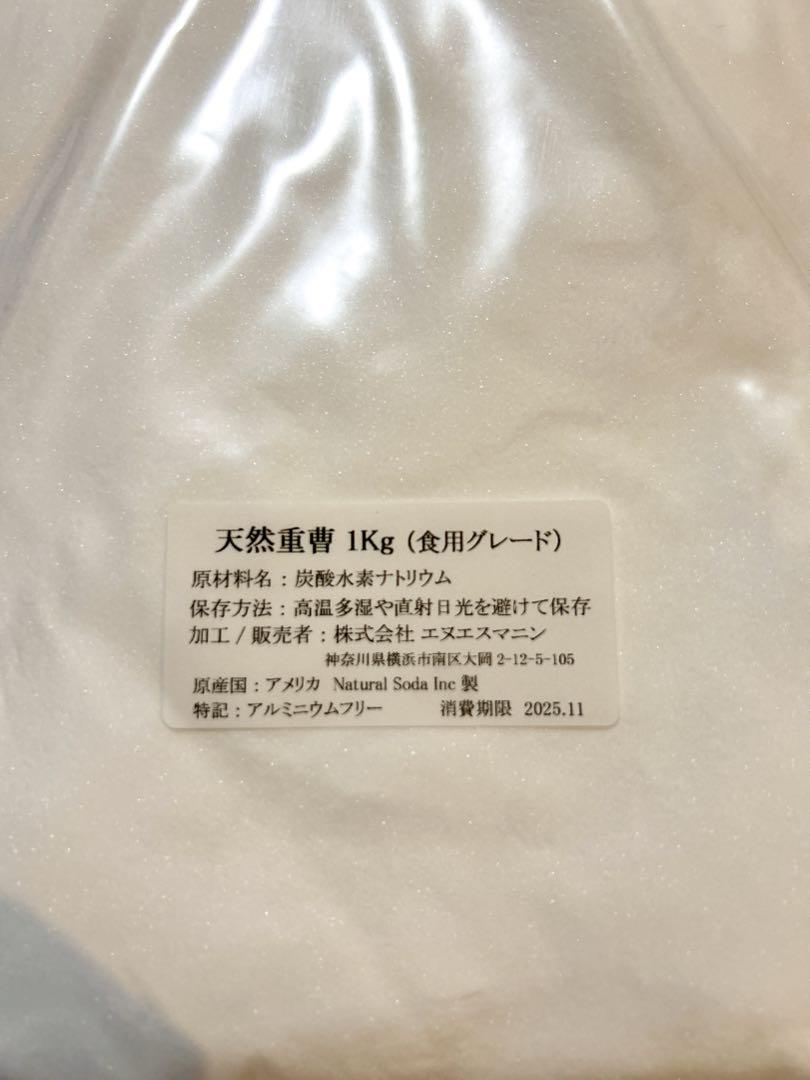 天然重曹 1Kg（食用グレード）
原材料名：炭酸水素ナトリウム
保存方法：高温多湿や直射日光を避けて保存
加工/販売者：株式会社 エヌエスマニン
神奈川県横浜市南区大岡 2-12-5-105
原産国：アメリカ Natural Soda Inc 製
特記：アルミニウムフリー 消費期限 2025.11